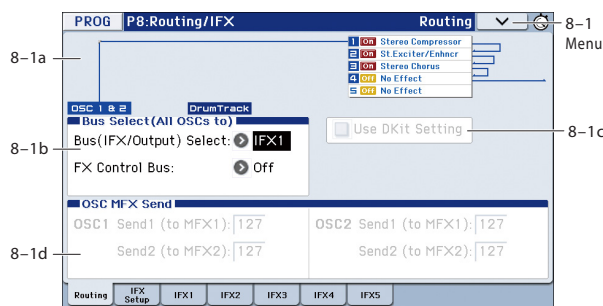 PROG P8:Routing/IFX Routing
8–1
Menu
8–1a
1 On Stereo Compressor
2 On St.Exciter/Enhncr
3 On Stereo Chorus
4 Off No Effect
5 Off No Effect
OSC 1 & 2 DrumTrack
Bus Select(All OSCs to)
8–1b
Bus(IFX/Output) Select: IFX1
Use DKit Setting
8–1c
FX Control Bus: Off
OSC MFX Send
8–1d
OSC1 Send1 (to MFX1): 127
OSC2 Send1 (to MFX1): 127
Send2 (to MFX2): 127
Send2 (to MFX2): 127
Routing IFX Setup IFX1 IFX2 IFX3 IFX4 IFX5